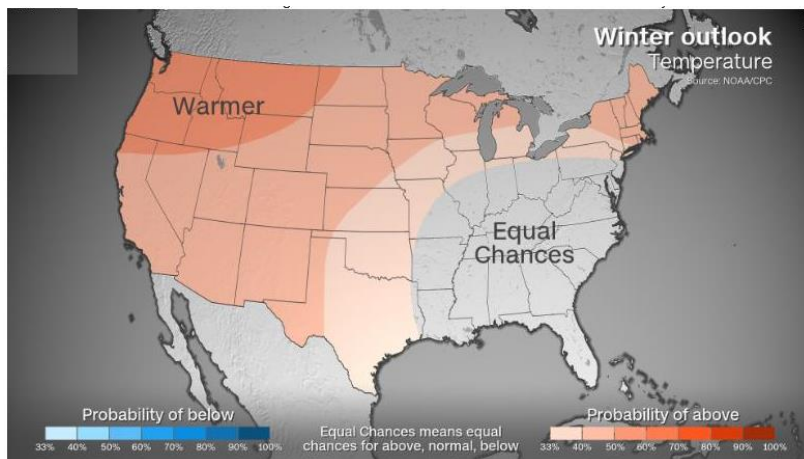 Winter outlook
Temperature
Source: NOAA/CPC
Warmer
Equal
Chances
Probability of below
33% 40% 50% 60% 70% 80% 90% 100%
Equal Chances means equal
chances for above, normal, below
Probability of above
33% 40% 50% 60% 70% 80% 90% 100%